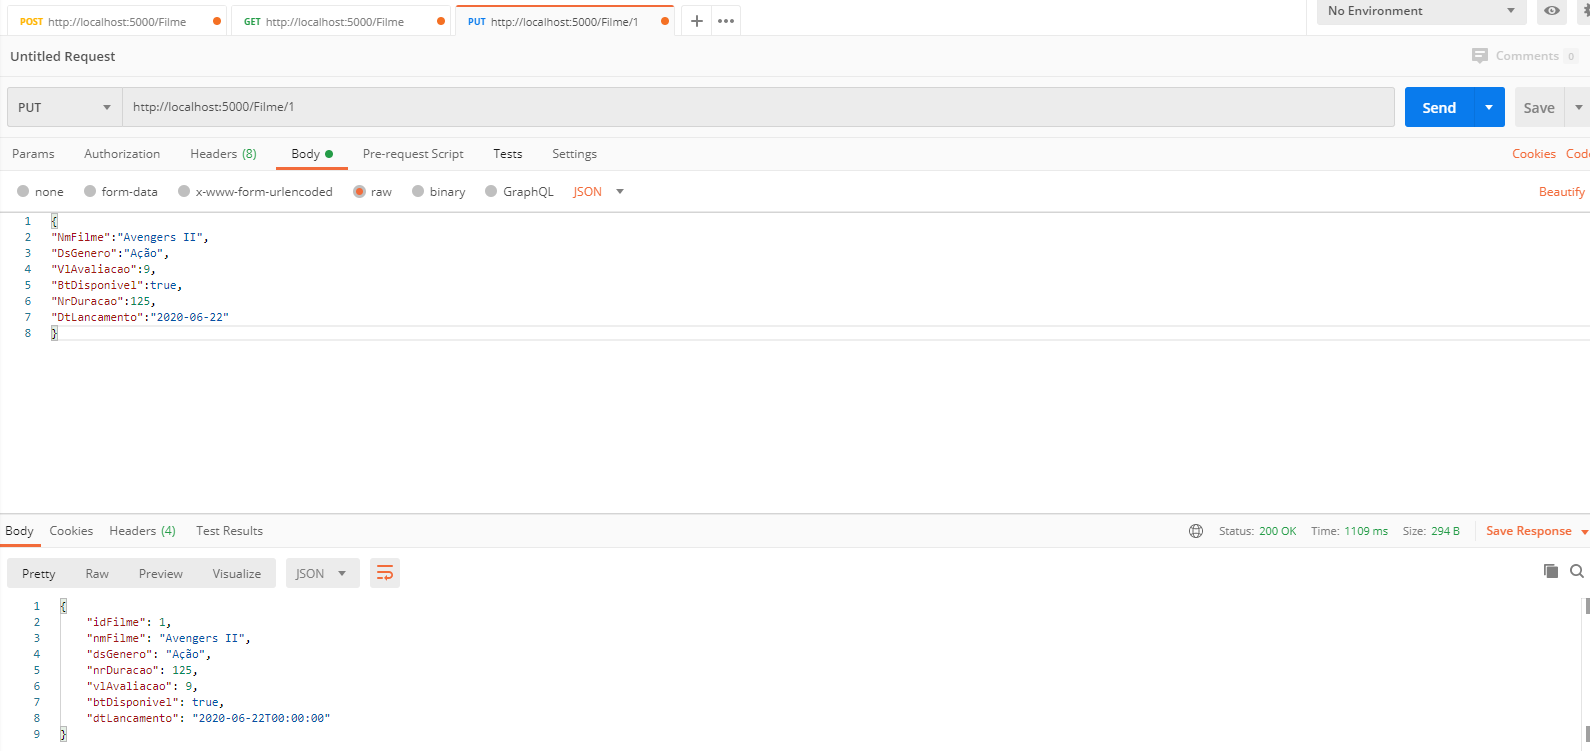 POST http://localhost:5000/Filme GET http://localhost:5000/Filme PUT http://localhost:5000/Filme/1 No Environment
Untitled Request Comments 0
PUT http://localhost:5000/Filme/1 Send Save
Params Authorization Headers (8) Body Pre-request Script Tests Settings Cookies Code
none form-data x-www-form-urlencoded raw binary GraphQL JSON Beautify
1 {
2 "NmFilme":"Avengers II",
3 "DsGenero":"Ação",
4 "VlAvaliacao":9,
5 "BtDisponivel":true,
6 "NrDuracao":125,
7 "DtLancamento":"2020-06-22"
8 }
Body Cookies Headers (4) Test Results Status: 200 OK Time: 1109 ms Size: 294 B Save Response
Pretty Raw Preview Visualize JSON
1 {
2 "idFilme": 1,
3 "nmFilme": "Avengers II",
4 "dsGenero": "Ação",
5 "nrDuracao": 125,
6 "vlAvaliacao": 9,
7 "btDisponivel": true,
8 "dtLancamento": "2020-06-22T00:00:00"
9 }